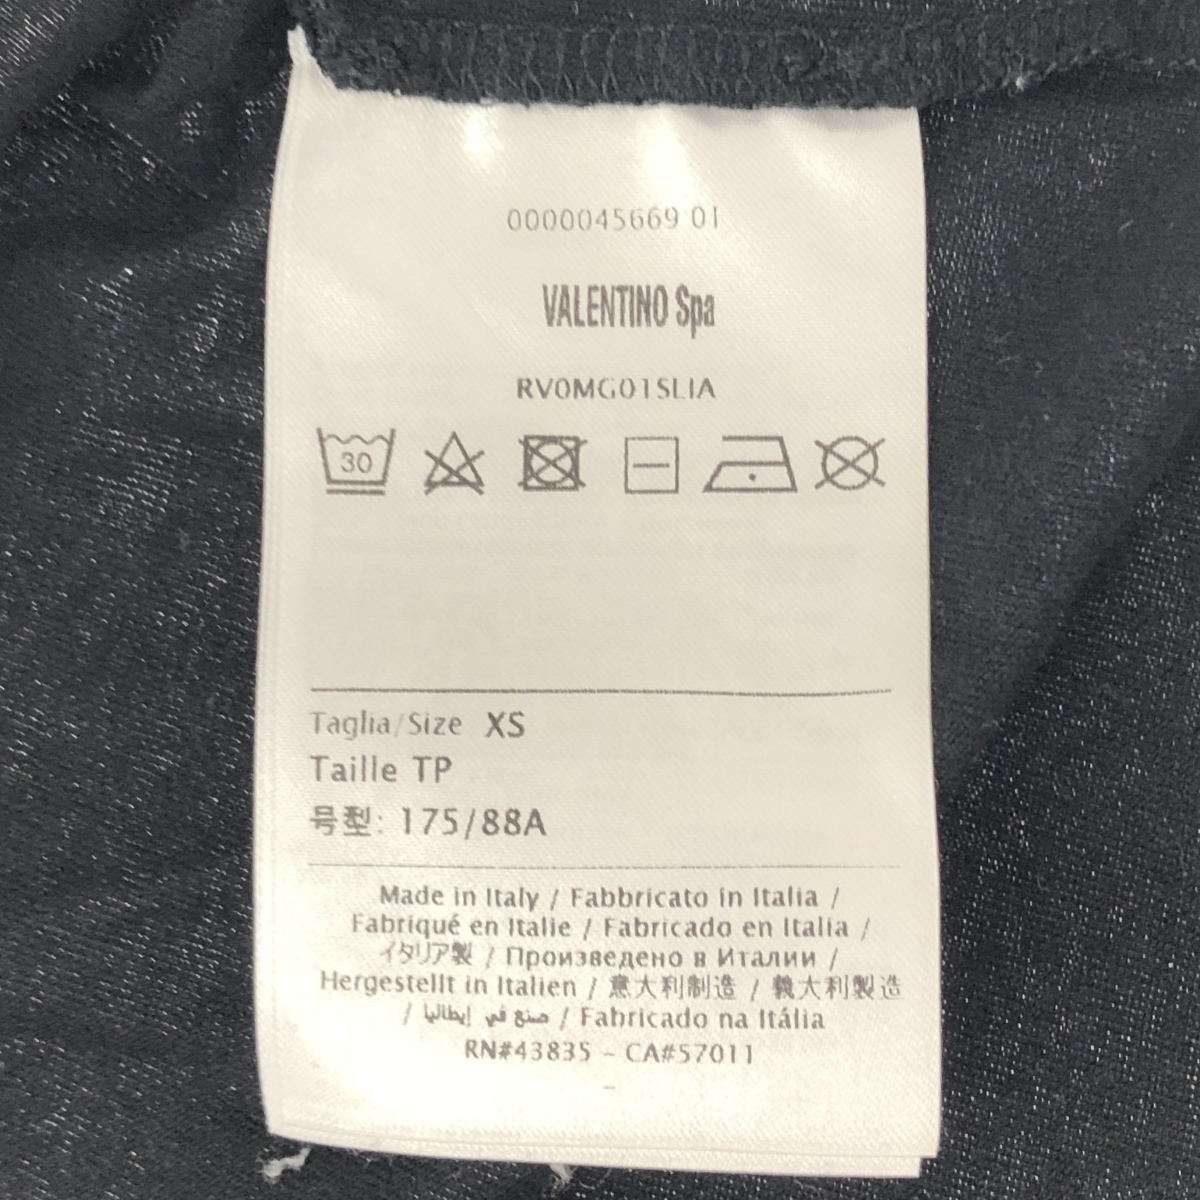 0000045669 01
VALENTINO Spa
RV0MG01SLIA
30
Taglia/Size XS
Taille TP
号型: 175/88A
Made in Italy / Fabbricato in Italia /
Fabriqué en Italie / Fabricado en Italia /
イタリア製 / Произведено в Италии /
Hergestellt in Italien / 意大利制造 / 義大利製造
/ صنع في إيطاليا / Fabricado na Itália
RN#43835 - CA#57011
-